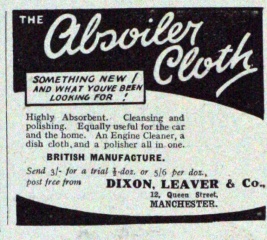 THE
Absoiler
Cloth
SOMETHING NEW !
AND WHAT YOU'VE BEEN
LOOKING FOR !
Highly Absorbent. Cleansing and
polishing. Equally useful for the car
and the home. An Engine Cleaner, a
dish cloth, and a polisher all in one.
BRITISH MANUFACTURE.
Send 3/- for a trial ½-doz. or 5/6 per doz.,
post free from DIXON, LEAVER & Co.,
12, Queen Street,
MANCHESTER.